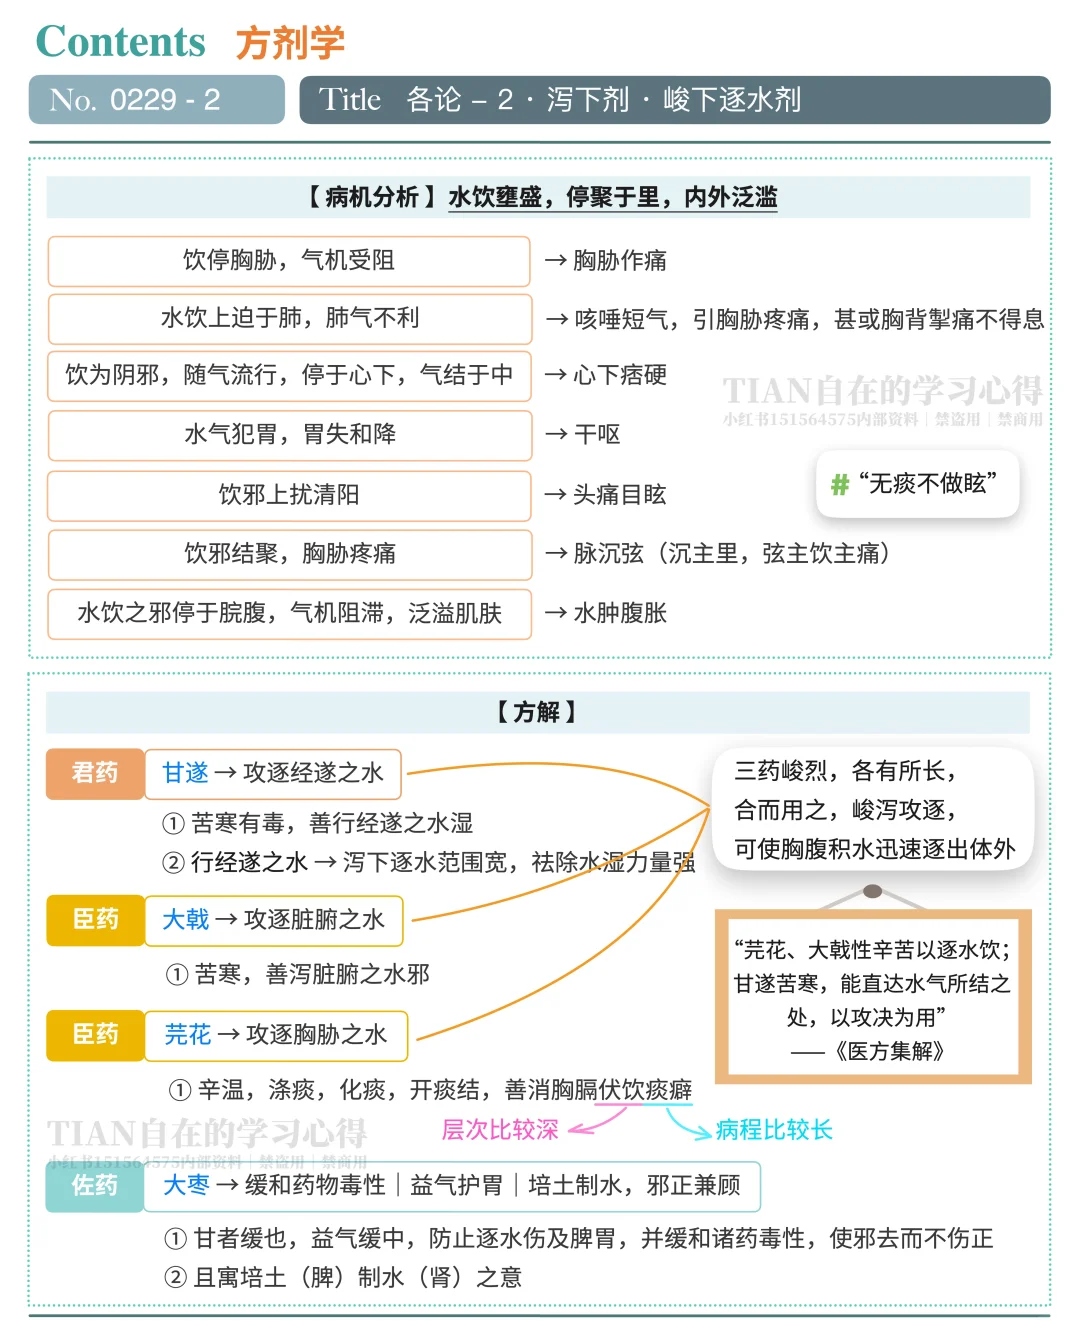 Contents 方剂学
No. 0229 - 2
Title 各论 – 2 · 泻下剂 · 峻下逐水剂
【 病机分析 】水饮壅盛，停聚于里，内外泛滥
饮停胸胁，气机受阻 → 胸胁作痛
水饮上迫于肺，肺气不利 → 咳唾短气，引胸胁疼痛，甚或胸背掣痛不得息
饮为阴邪，随气流行，停于心下，气结于中 → 心下痞硬
TIAN自在的学习心得
小红书151564575内部资料｜禁盗用｜禁商用
水气犯胃，胃失和降 → 干呕
# “无痰不做眩”
饮邪上扰清阳 → 头痛目眩
饮邪结聚，胸胁疼痛 → 脉沉弦（沉主里，弦主饮主痛）
水饮之邪停于脘腹，气机阻滞，泛溢肌肤 → 水肿腹胀
【 方解 】
君药 甘遂 → 攻逐经遂之水
① 苦寒有毒，善行经遂之水湿
② 行经遂之水 → 泻下逐水范围宽，祛除水湿力量强
三药峻烈，各有所长，
合而用之，峻泻攻逐，
可使胸腹积水迅速逐出体外
臣药 大戟 → 攻逐脏腑之水
① 苦寒，善泻脏腑之水邪
“芫花、大戟性辛苦以逐水饮；
甘遂苦寒，能直达水气所结之
处，以攻决为用”
——《医方集解》
臣药 芫花 → 攻逐胸胁之水
① 辛温，涤痰，化痰，开痰结，善消胸膈伏饮痰癖
层次比较深 病程比较长
TIAN自在的学习心得
小红书151564575内部资料｜禁盗用｜禁商用
佐药 大枣 → 缓和药物毒性｜益气护胃｜培土制水，邪正兼顾
① 甘者缓也，益气缓中，防止逐水伤及脾胃，并缓和诸药毒性，使邪去而不伤正
② 且寓培土（脾）制水（肾）之意